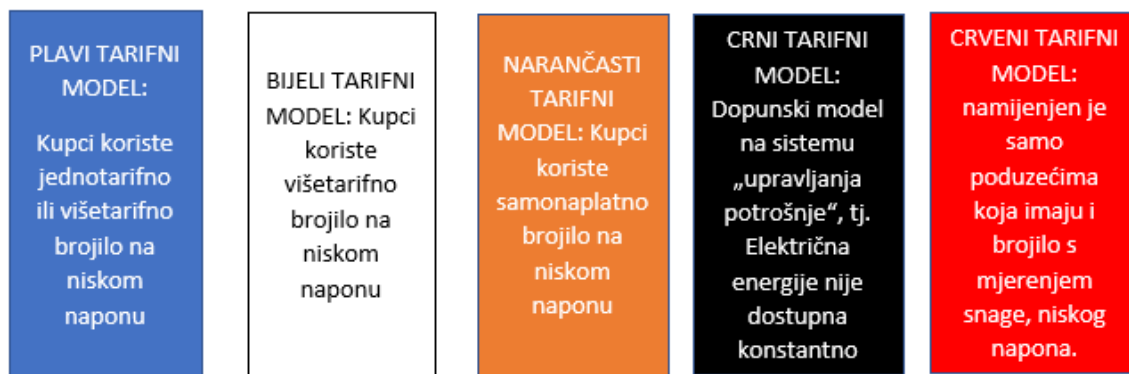 PLAVI TARIFNI
MODEL:
Kupci koriste
jednotarifno
ili višetarifno
brojilo na
niskom
naponu
BIJELI TARIFNI
MODEL: Kupci
koriste
višetarifno
brojilo na
niskom
naponu
NARANČASTI
TARIFNI
MODEL: Kupci
koriste
samonaplatno
brojilo na
niskom
naponu
CRNI TARIFNI
MODEL:
Dopunski model
na sistemu
„upravljanja
potrošnje“, tj.
Elektrićna
energije nije
dostupna
konstantno
CRVENI TARIFNI
MODEL:
namijenjen je
samo
poduzećima
koja imaju i
brojilo s
mjerenjem
snage, niskog
napona.